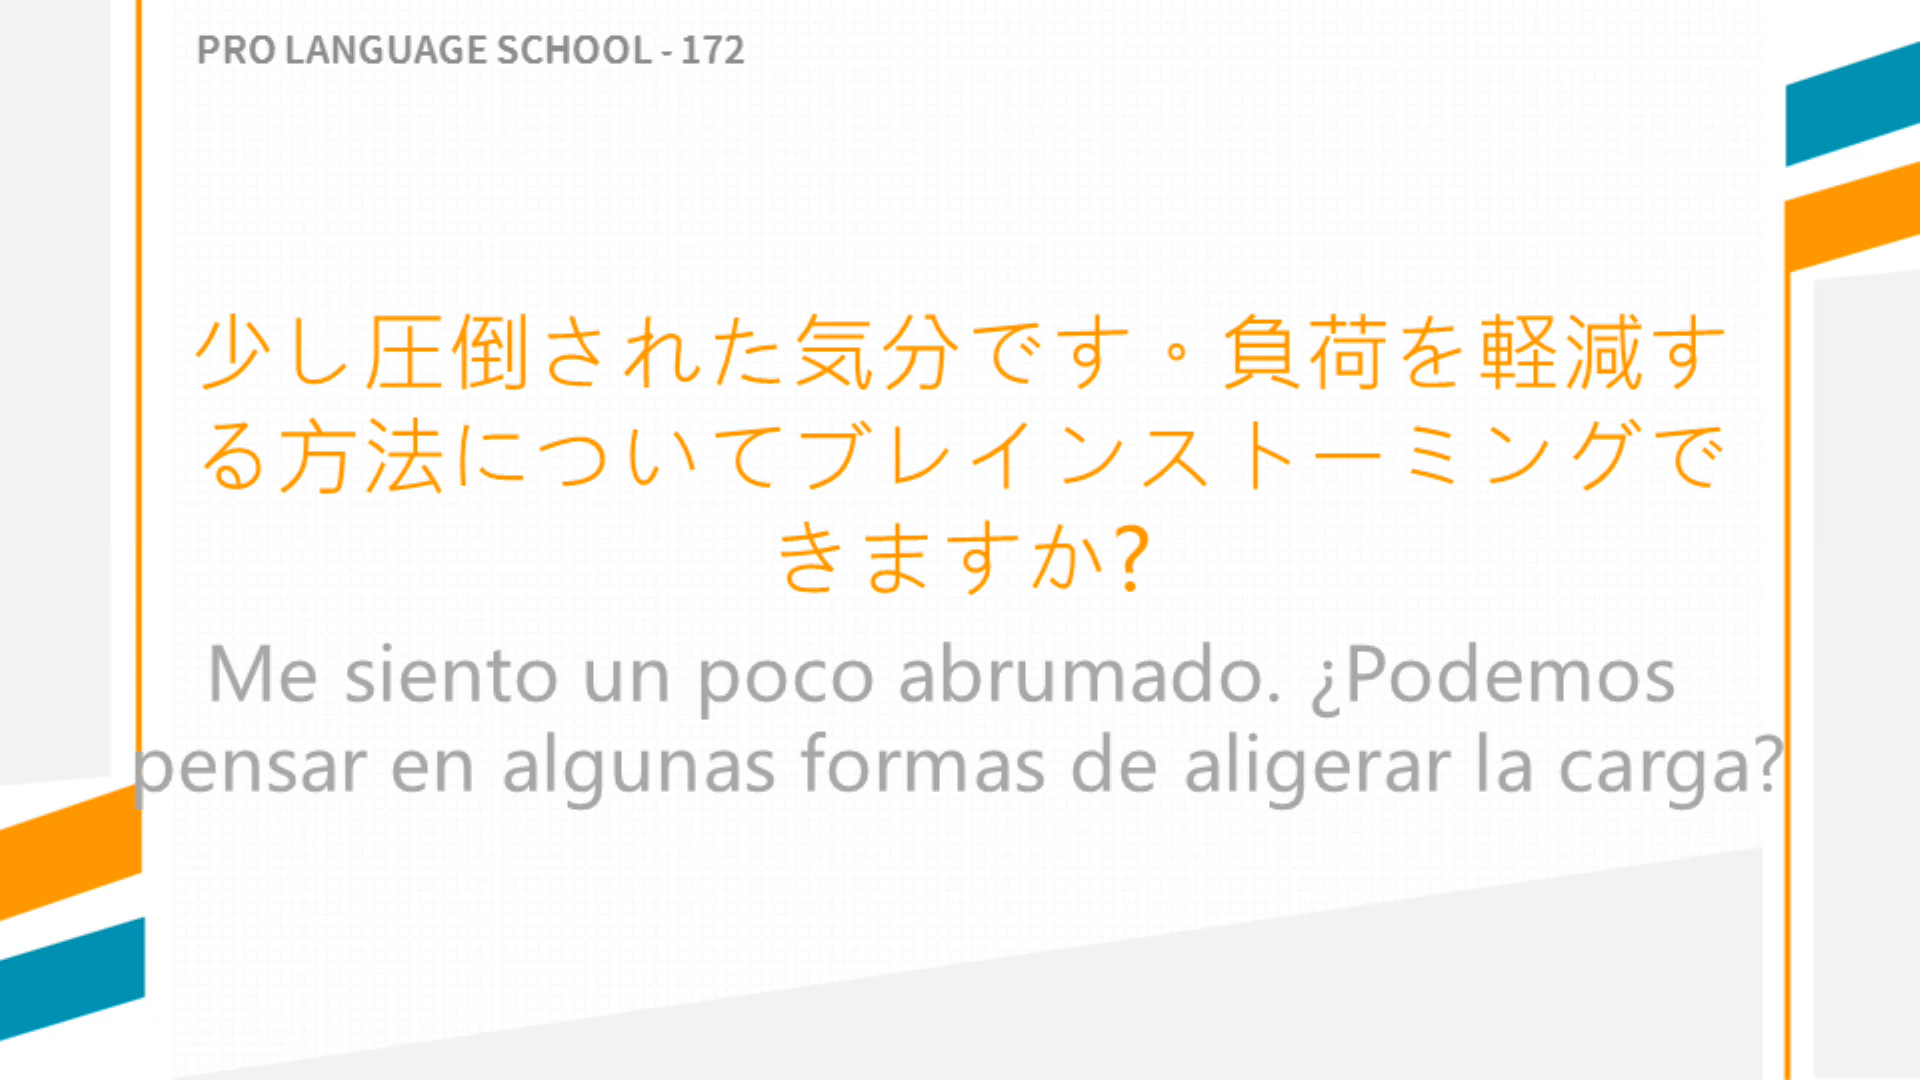 PRO LANGUAGE SCHOOL - 172
少し圧倒された気分です。負荷を軽減す
る方法についてブレインストーミングで
きますか?
Me siento un poco abrumado. ¿Podemos
pensar en algunas formas de aligerar la carga?